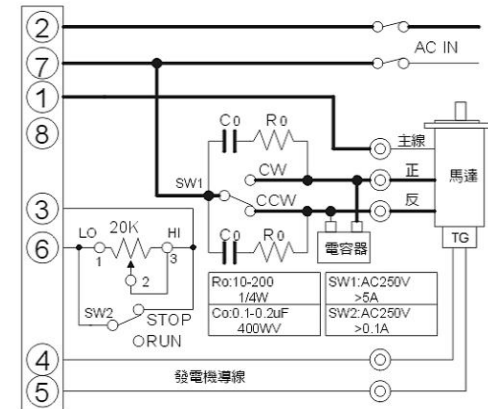 2
AC IN
7
1
8
C0 R0
主線
馬達
CW
正
SW1
CCW
反
3
C0 R0
電容器
TG
LO 20K HI
6
1
2
3
Ro:10-200
1/4W
Co:0.1-0.2uF
400WV
SW1:AC250V
>5A
SW2:AC250V
>0.1A
SW2
STOP
ORUN
4
發電機導線
5